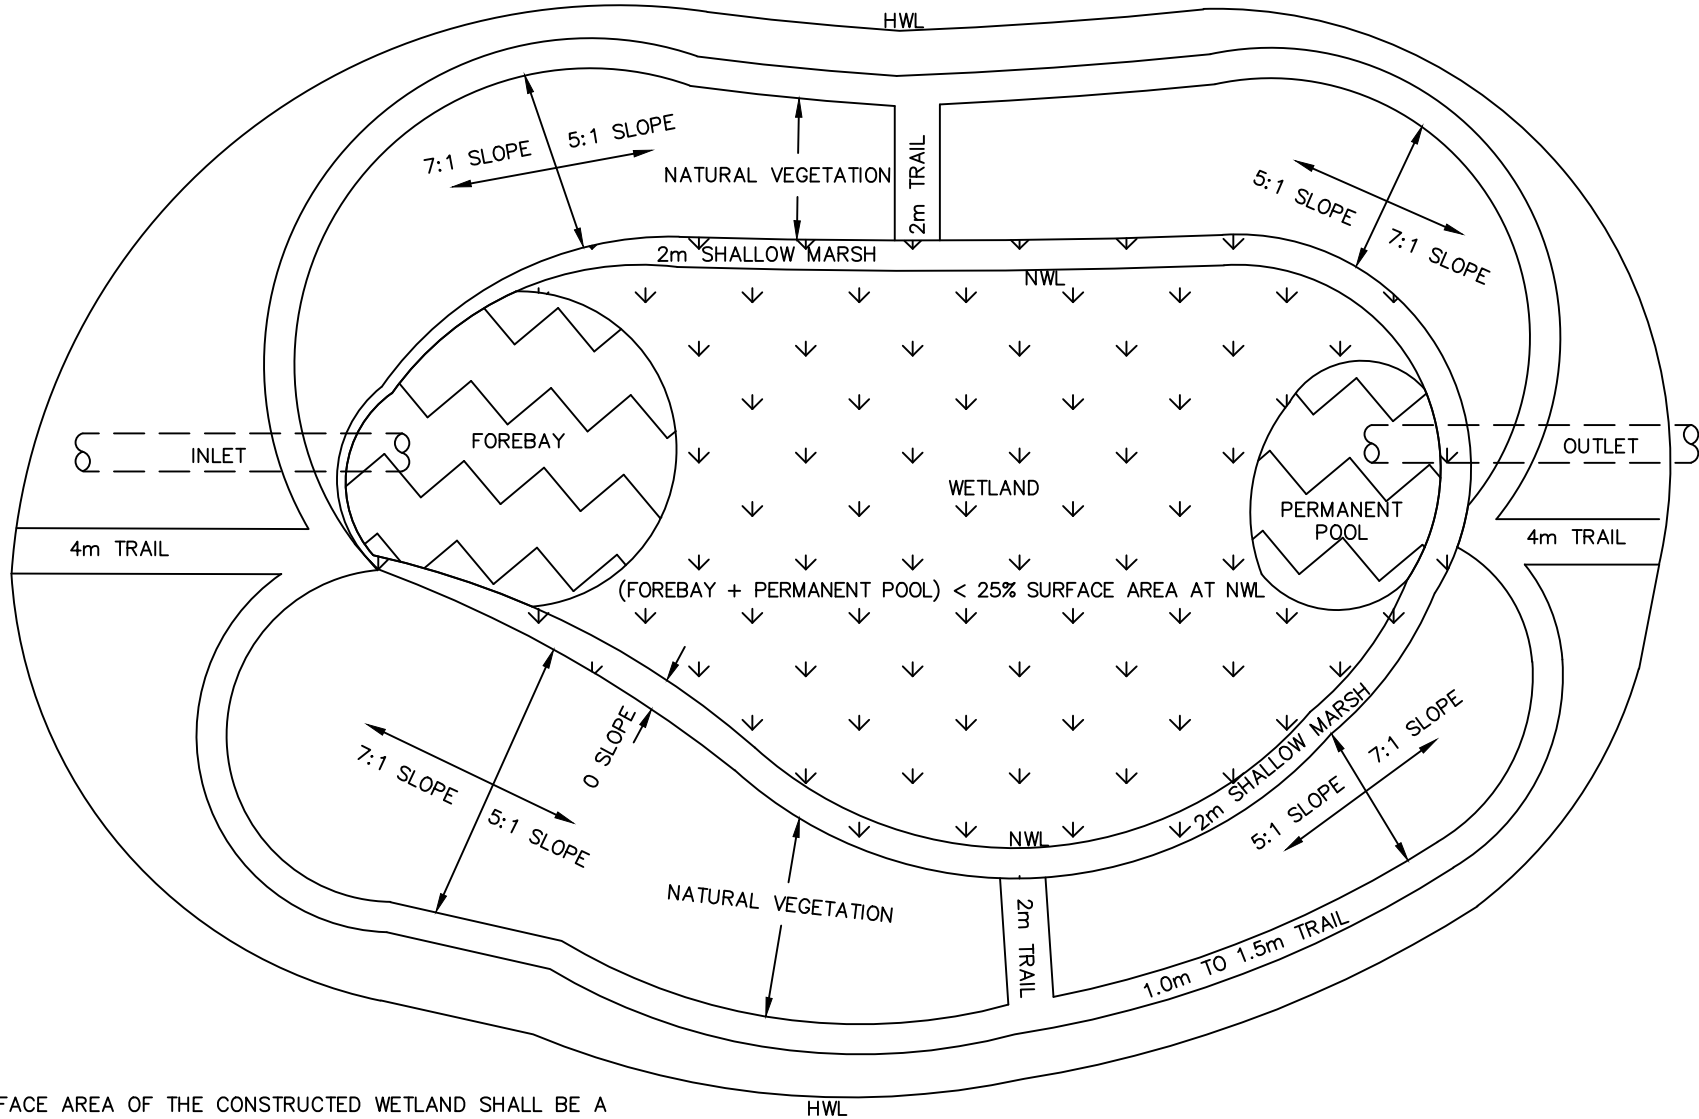 HWL
7:1 SLOPE
5:1 SLOPE
NATURAL VEGETATION
2m TRAIL
5:1 SLOPE
7:1 SLOPE
2m SHALLOW MARSH
NWL
INLET
FOREBAY
WETLAND
OUTLET
PERMANENT
POOL
4m TRAIL
4m TRAIL
(FOREBAY + PERMANENT POOL) < 25% SURFACE AREA AT NWL
0 SLOPE
7:1 SLOPE
5:1 SLOPE
2m SHALLOW MARSH
5:1 SLOPE
7:1 SLOPE
NWL
NATURAL VEGETATION
2m TRAIL
1.0m TO 1.5m TRAIL
AREA OF THE CONSTRUCTED WETLAND SHALL BE A
HWL